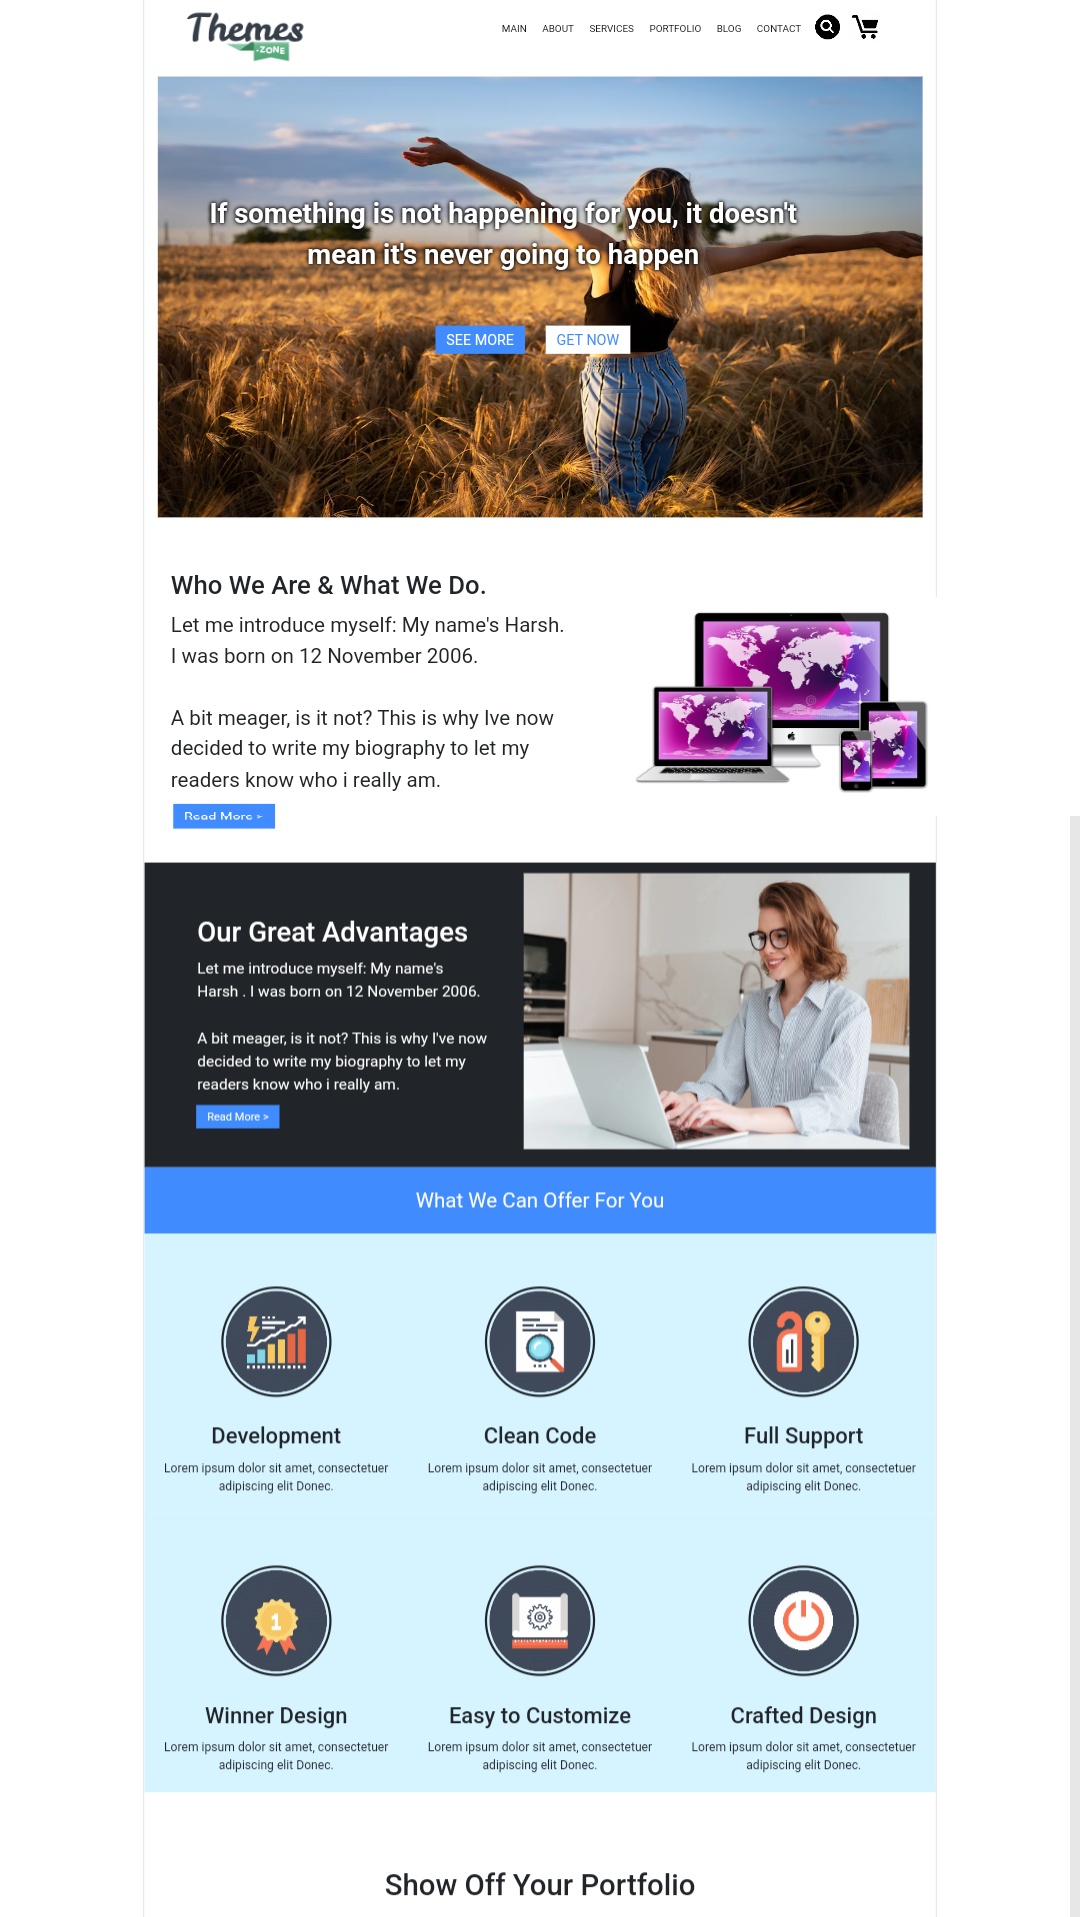 Themes
-ZONE
MAIN ABOUT SERVICES PORTFOLIO BLOG CONTACT
If something is not happening for you, it doesn't
mean it's never going to happen
SEE MORE GET NOW
Who We Are & What We Do.
Let me introduce myself: My name's Harsh.
I was born on 12 November 2006.
A bit meager, is it not? This is why Ive now
decided to write my biography to let my
readers know who i really am.
Read More >
Our Great Advantages
Let me introduce myself: My name's
Harsh . I was born on 12 November 2006.
A bit meager, is it not? This is why I've now
decided to write my biography to let my
readers know who i really am.
Read More >
What We Can Offer For You
Development
Lorem ipsum dolor sit amet, consectetuer
adipiscing elit Donec.
Clean Code
Lorem ipsum dolor sit amet, consectetuer
adipiscing elit Donec.
Full Support
Lorem ipsum dolor sit amet, consectetuer
adipiscing elit Donec.
1
Winner Design
Lorem ipsum dolor sit amet, consectetuer
adipiscing elit Donec.
Easy to Customize
Lorem ipsum dolor sit amet, consectetuer
adipiscing elit Donec.
Crafted Design
Lorem ipsum dolor sit amet, consectetuer
adipiscing elit Donec.
Show Off Your Portfolio